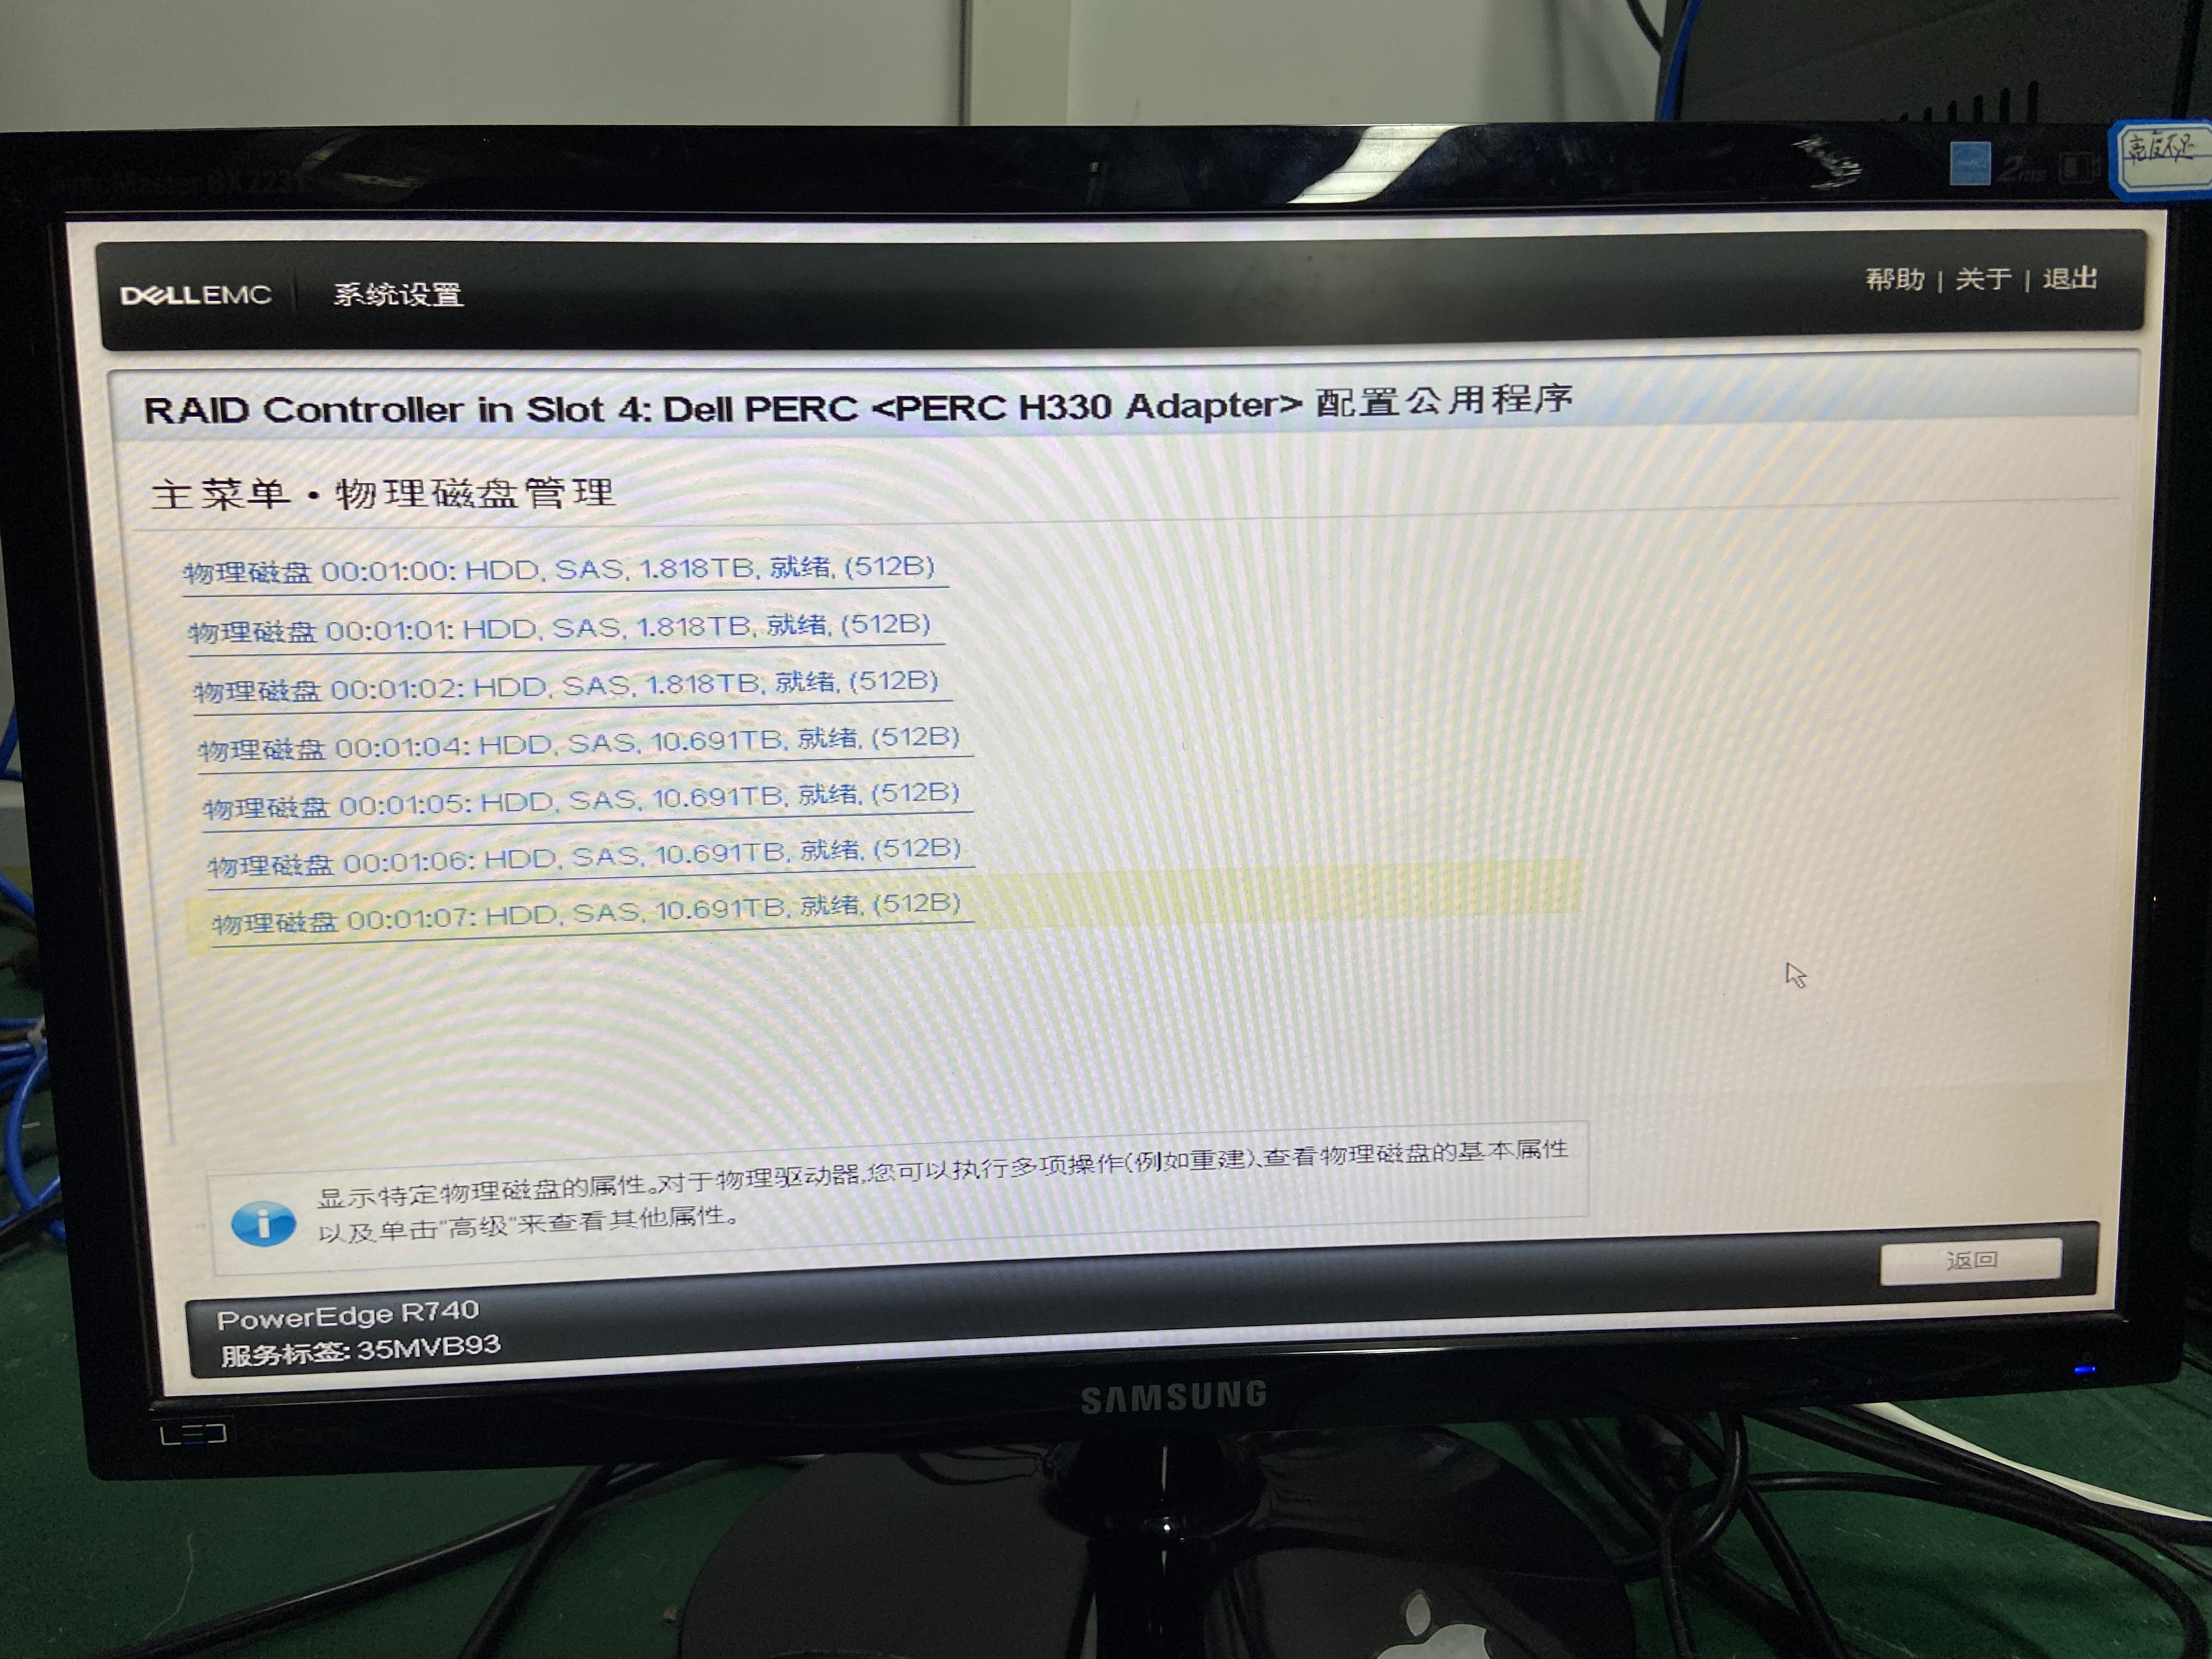 亮度不足
2ms
DELLEMC 系统设置
帮助 | 关于 | 退出
RAID Controller in Slot 4: Dell PERC <PERC H330 Adapter> 配置公用程序
主菜单 • 物理磁盘管理
物理磁盘 00:01:00: HDD, SAS, 1.818TB, 就绪, (512B)
物理磁盘 00:01:01: HDD, SAS, 1.818TB, 就绪, (512B)
物理磁盘 00:01:02: HDD, SAS, 1.818TB, 就绪, (512B)
物理磁盘 00:01:04: HDD, SAS, 10.691TB, 就绪, (512B)
物理磁盘 00:01:05: HDD, SAS, 10.691TB, 就绪, (512B)
物理磁盘 00:01:06: HDD, SAS, 10.691TB, 就绪, (512B)
物理磁盘 00:01:07: HDD, SAS, 10.691TB, 就绪, (512B)
显示特定物理磁盘的属性。对于物理驱动器,您可以执行多项操作(例如重建)、查看物理磁盘的基本属性
以及单击"高级"来查看其他属性。
返回
PowerEdge R740
服务标签: 35MVB93
SAMSUNG
LED